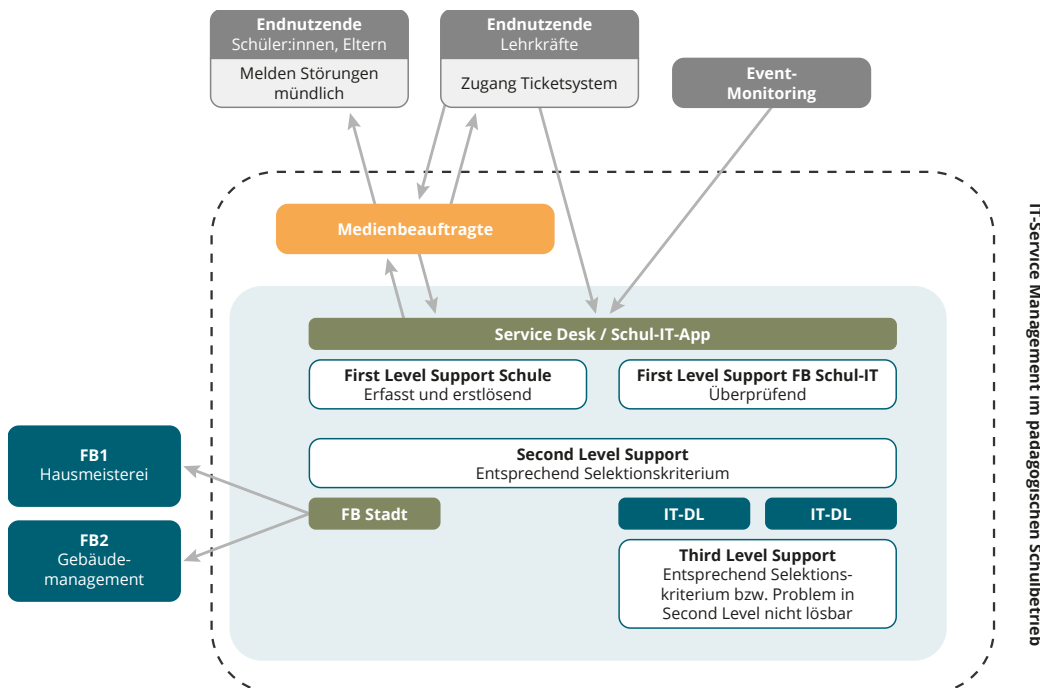 Endnutzende
Schüler:innen, Eltern
Melden Störungen
mündlich
Endnutzende
Lehrkräfte
Zugang Ticketsystem
Event-
Monitoring
Medienbeauftragte
Service Desk / Schul-IT-App
First Level Support Schule
Erfasst und erstlösend
First Level Support FB Schul-IT
Überprüfend
Second Level Support
Entsprechend Selektionskriterium
FB1
Hausmeisterei
FB2
Gebäude-
management
FB Stadt
IT-DL
IT-DL
Third Level Support
Entsprechend Selektions-
kriterium bzw. Problem in
Second Level nicht lösbar
IT-Service Management im pädagogischen Schulbetrieb